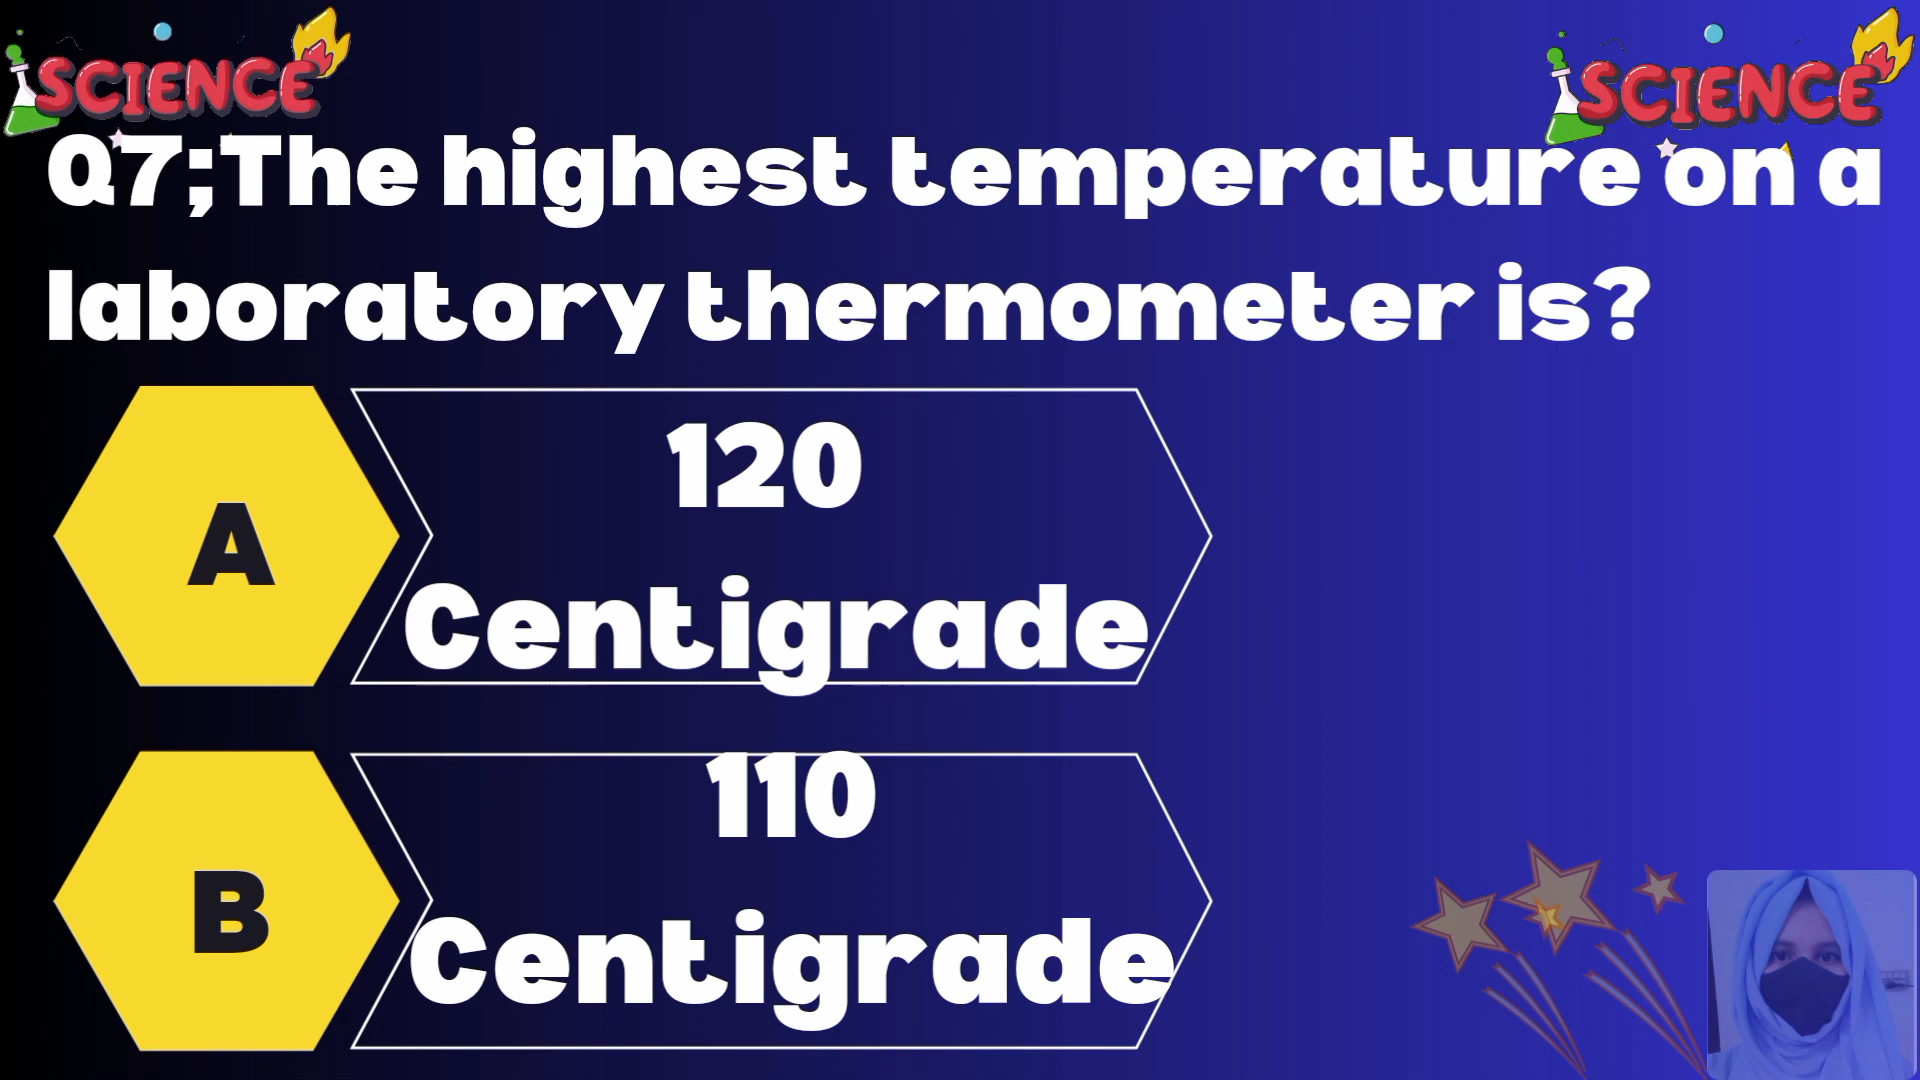 SCIENCE
SCIENCE
Q7;The highest temperature on a
laboratory thermometer is?
A
120
Centigrade
B
110
Centigrade